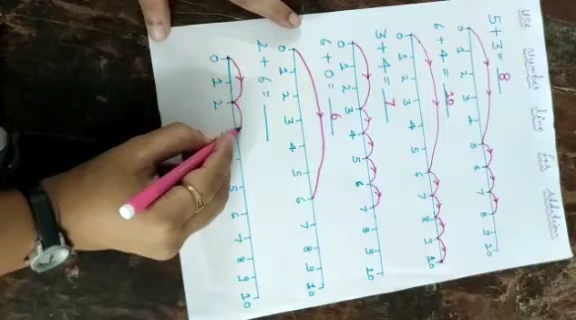 Use Number line for Addition
5 + 3 = 8
0 1 2 3 4 5 6 7 8 9 10
6 + 4 = 10
0 1 2 3 4 5 6 7 8 9 10
3 + 4 = 7
0 1 2 3 4 5 6 7 8 9 10
6 + 0 = 6
0 1 2 3 4 5 6 7 8 9 10
2 + 6 = __
0 1 2 5 6 7 8 9 10